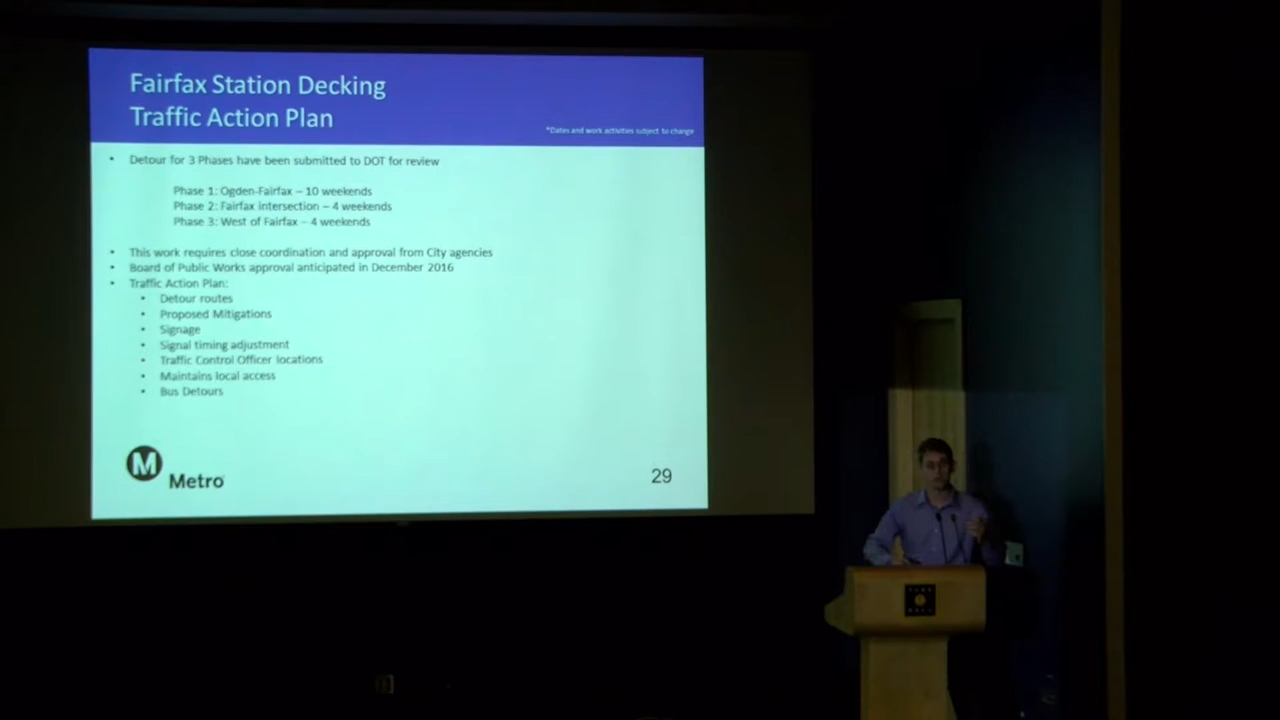 Fairfax Station Decking
Traffic Action Plan
*Dates and work activities subject to change
• Detour for 3 Phases have been submitted to DOT for review
Phase 1: Ogden-Fairfax – 10 weekends
Phase 2: Fairfax intersection – 4 weekends
Phase 3: West of Fairfax – 4 weekends
• This work requires close coordination and approval from City agencies
• Board of Public Works approval anticipated in December 2016
• Traffic Action Plan:
• Detour routes
• Proposed Mitigations
• Signage
• Signal timing adjustment
• Traffic Control Officer locations
• Maintains local access
• Bus Detours
M
Metro
29